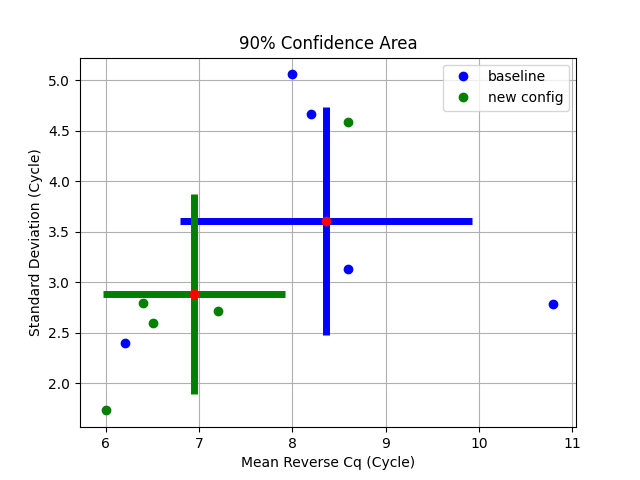 90% Confidence Area
baseline
new config
Standard Deviation (Cycle)
5.0
4.5
4.0
3.5
3.0
2.5
2.0
6 7 8 9 10 11
Mean Reverse Cq (Cycle)